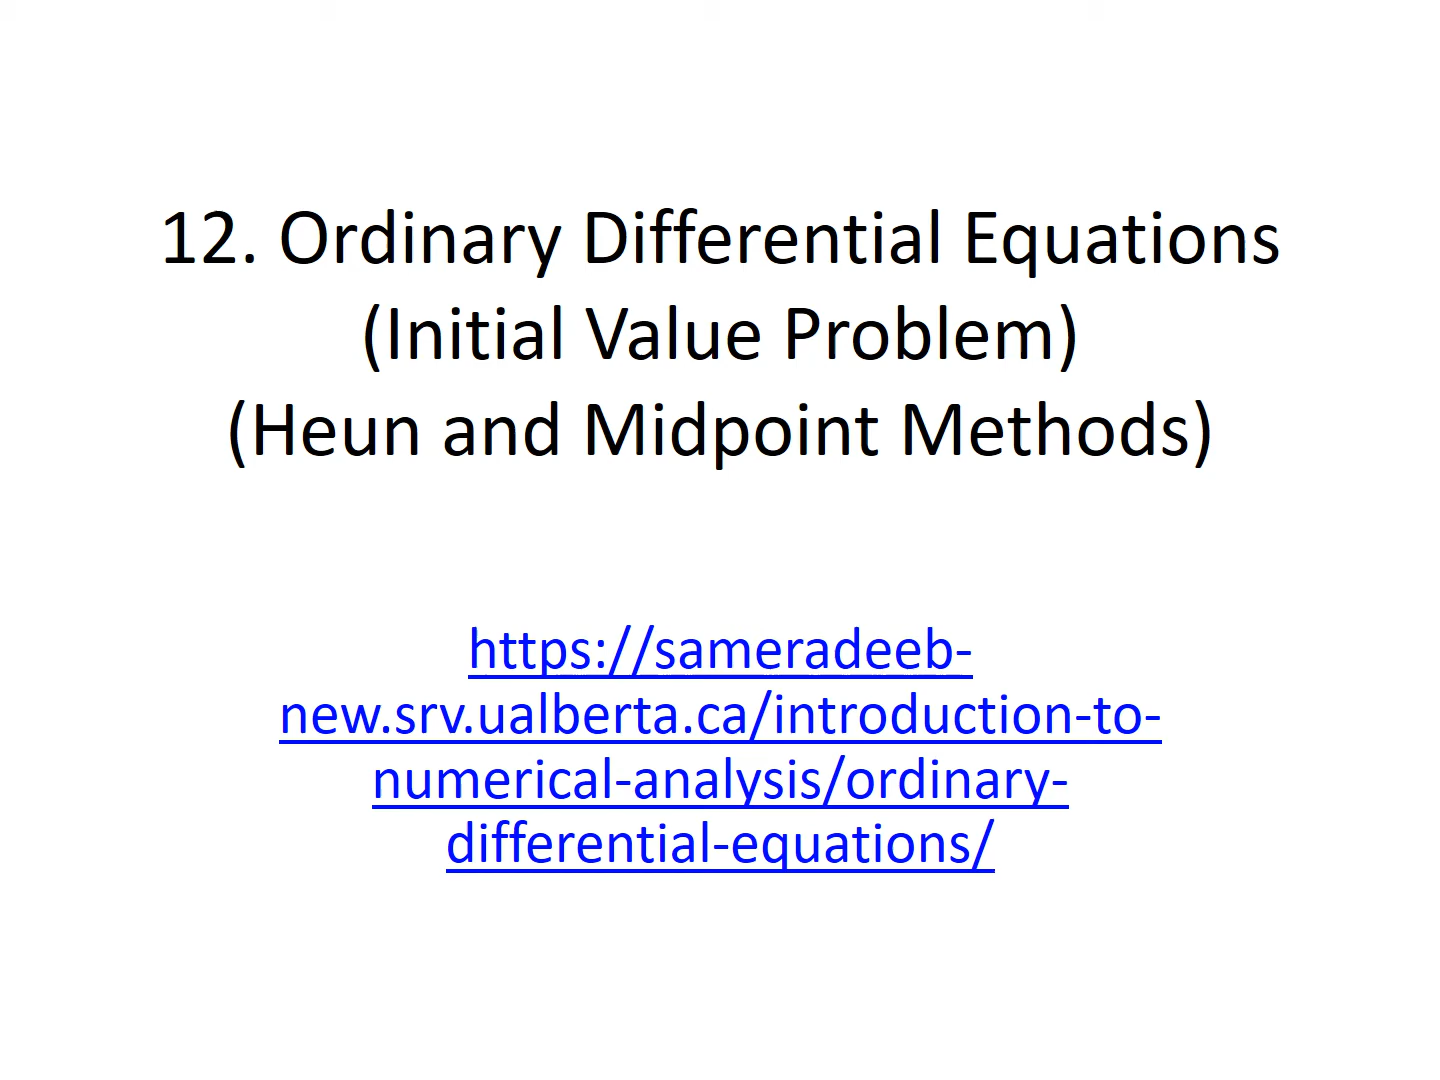 12. Ordinary Differential Equations
(Initial Value Problem)
(Heun and Midpoint Methods)
https://sameradeeb-
new.srv.ualberta.ca/introduction-to-
numerical-analysis/ordinary-
differential-equations/